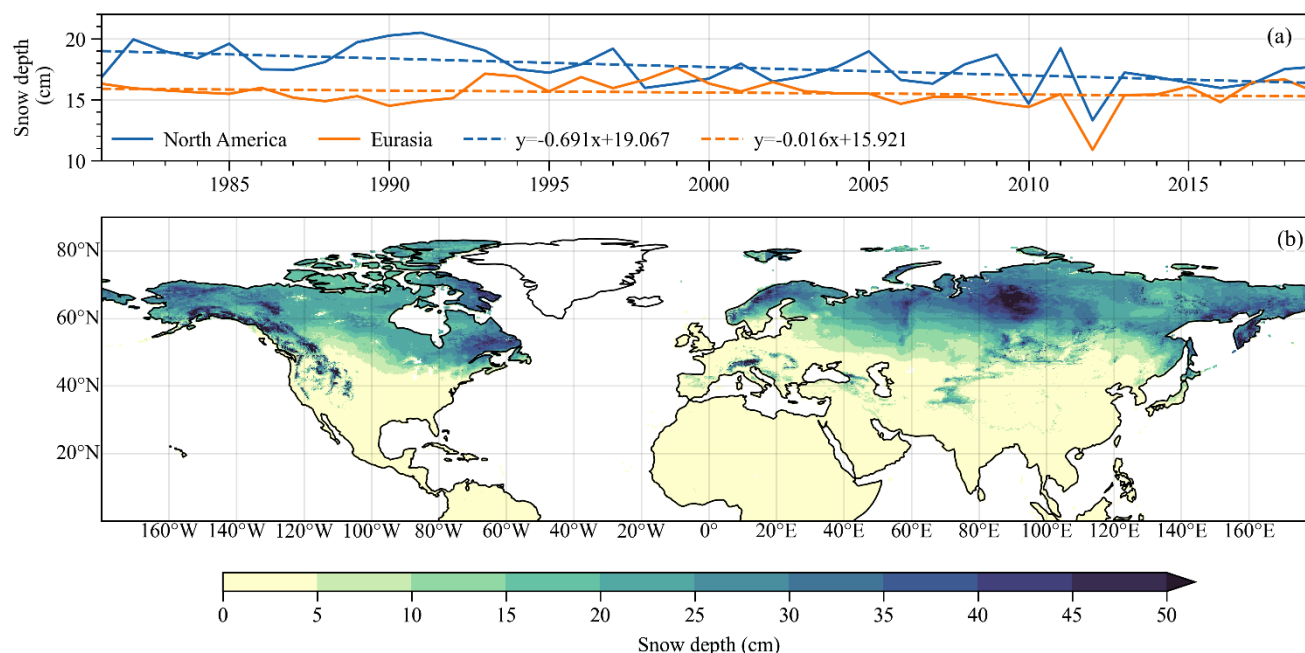 (a)
20
15
10
Snow depth
(cm)
North America Eurasia y=-0.691x+19.067 y=-0.016x+15.921
1985 1990 1995 2000 2005 2010 2015
(b)
80°N
60°N
40°N
20°N
160°W 140°W 120°W 100°W 80°W 60°W 40°W 20°W 0° 20°E 40°E 60°E 80°E 100°E 120°E 140°E 160°E
0 5 10 15 20 25 30 35 40 45 50
Snow depth (cm)